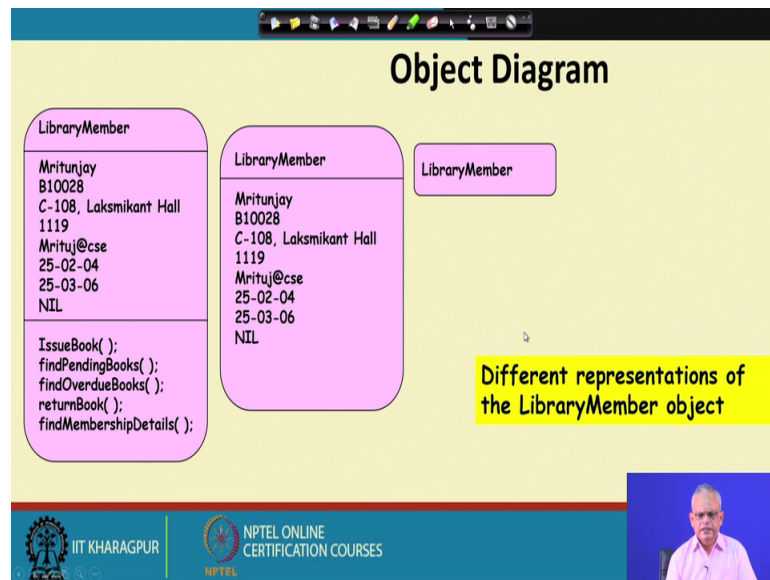 Object Diagram
LibraryMember
Mritunjay
B10028
C-108, Laksmikant Hall
1119
Mrituj@cse
25-02-04
25-03-06
NIL
IssueBook( );
findPendingBooks( );
findOverdueBooks( );
returnBook( );
findMembershipDetails( );
LibraryMember
Mritunjay
B10028
C-108, Laksmikant Hall
1119
Mrituj@cse
25-02-04
25-03-06
NIL
LibraryMember
Different representations of
the LibraryMember object
IIT KHARAGPUR
NPTEL
NPTEL ONLINE
CERTIFICATION COURSES